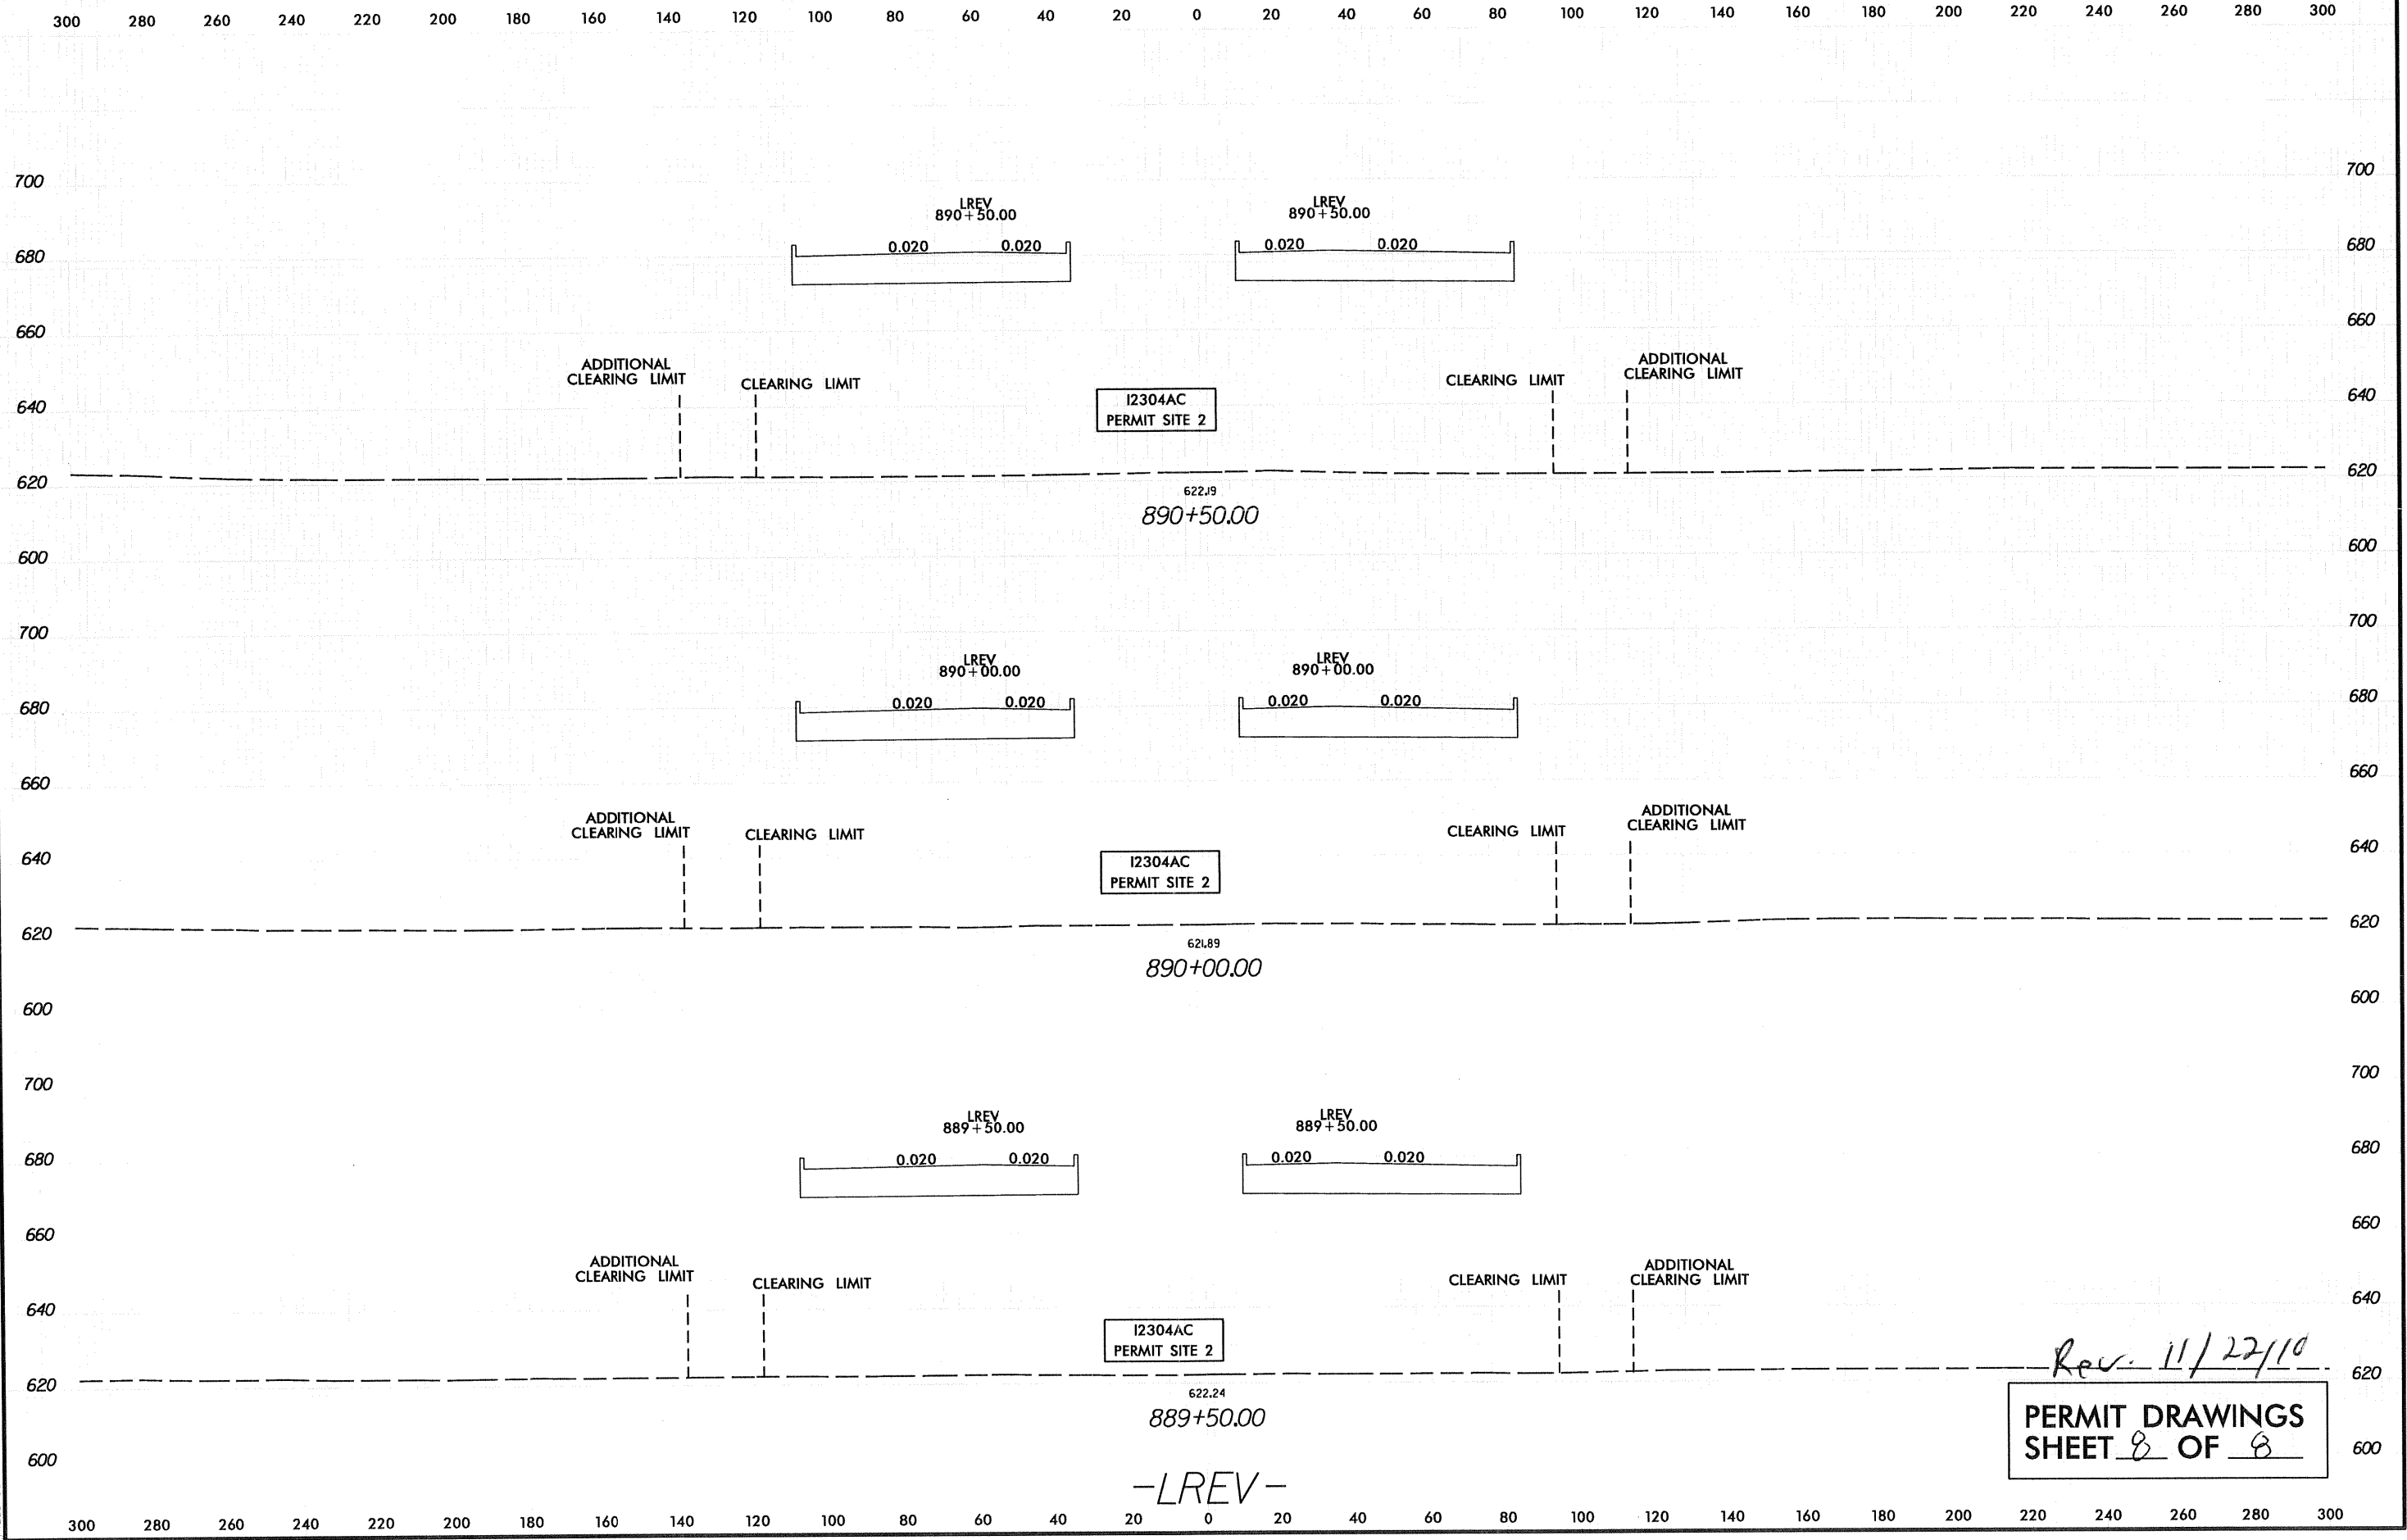 300 280 260 240 220 200 180 160 140 120 100 80 60 40 20 0 20 40 60 80 100 120 140 160 180 200 220 240 260 280 300
700 700
LREV LREV
890+50.00 890+50.00
680 0.020 0.020 0.020 0.020 680
660 660
ADDITIONAL ADDITIONAL
CLEARING LIMIT CLEARING LIMIT CLEARING LIMIT CLEARING LIMIT
640 I2304AC 640
PERMIT SITE 2
620 620
622.19
890+50.00
600 600
700 700
LREV LREV
890+00.00 890+00.00
680 0.020 0.020 0.020 0.020 680
660 660
ADDITIONAL ADDITIONAL
CLEARING LIMIT CLEARING LIMIT CLEARING LIMIT CLEARING LIMIT
640 I2304AC 640
PERMIT SITE 2
620 620
621.89
890+00.00
600 600
700 700
LREV LREV
889+50.00 889+50.00
680 0.020 0.020 0.020 0.020 680
660 660
ADDITIONAL ADDITIONAL
CLEARING LIMIT CLEARING LIMIT CLEARING LIMIT CLEARING LIMIT
640 640
I2304AC
PERMIT SITE 2
Rev. 11/22/10
620 620
622.24
889+50.00
PERMIT DRAWINGS
SHEET 8 OF 8
600 600
-LREV-
300 280 260 240 220 200 180 160 140 120 100 80 60 40 20 0 20 40 60 80 100 120 140 160 180 200 220 240 260 280 300